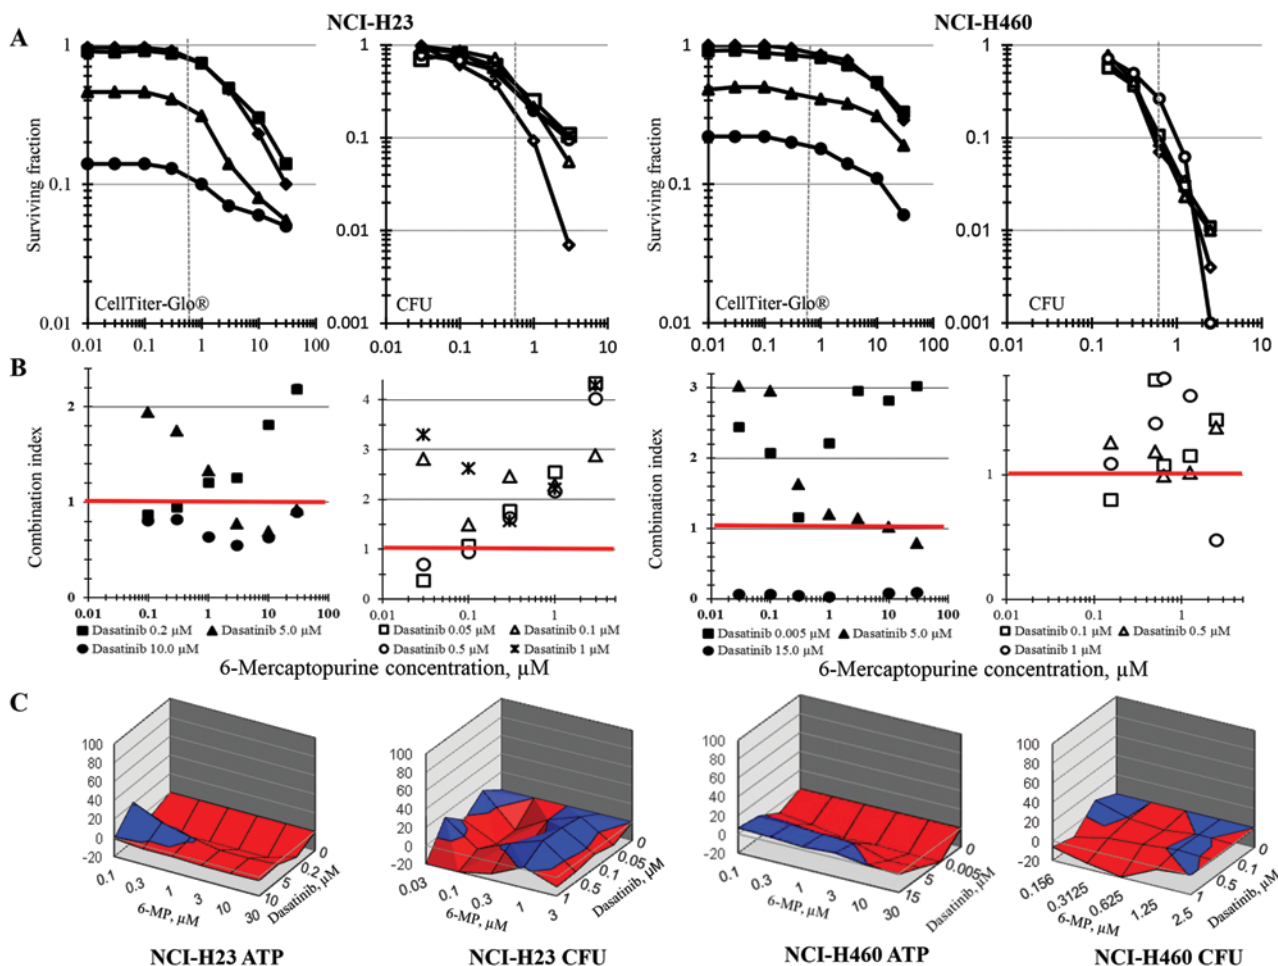 NCI-H23
NCI-H460
A
Surviving fraction
1
0.1
0.01
CellTiter-Glo®
0.01 0.1 1 10 100
1
0.1
0.01
0.001
CFU
0.01 0.1 1 10
Surviving fraction
1
0.1
0.01
CellTiter-Glo®
0.01 0.1 1 10 100
1
0.1
0.01
0.001
CFU
0.01 0.1 1 10
B
Combination index
2
1
0
0.01 0.1 1 10 100
Dasatinib 0.2 µM Dasatinib 5.0 µM
Dasatinib 10.0 µM
4
3
2
1
0
0.01 0.1 1
Dasatinib 0.05 µM Dasatinib 0.1 µM
Dasatinib 0.5 µM Dasatinib 1 µM
6-Mercaptopurine concentration, µM
Combination index
3
2
1
0
0.01 0.1 1 10 100
Dasatinib 0.005 µM Dasatinib 5.0 µM
Dasatinib 15.0 µM
1
0
0.01 0.1 1
Dasatinib 0.1 µM Dasatinib 0.5 µM
Dasatinib 1 µM
6-Mercaptopurine concentration, µM
C
100
80
60
40
20
0
-20
0.1 0.3 1 3 10 30
6-MP, µM
0 0.2 5 10
Dasatinib, µM
NCI-H23 ATP
100
80
60
40
20
0
-20
0.03 0.1 0.3 1 3
6-MP, µM
0 0.05 0.1 0.5 1
Dasatinib, µM
NCI-H23 CFU
100
80
60
40
20
0
-20
0.1 0.3 1 3 10 30
6-MP, µM
0 0.005 5 15
Dasatinib, µM
NCI-H460 ATP
100
80
60
40
20
0
-20
0.156 0.3125 0.625 1.25 2.5
6-MP, µM
0 0.1 0.5 1
Dasatinib, µM
NCI-H460 CFU